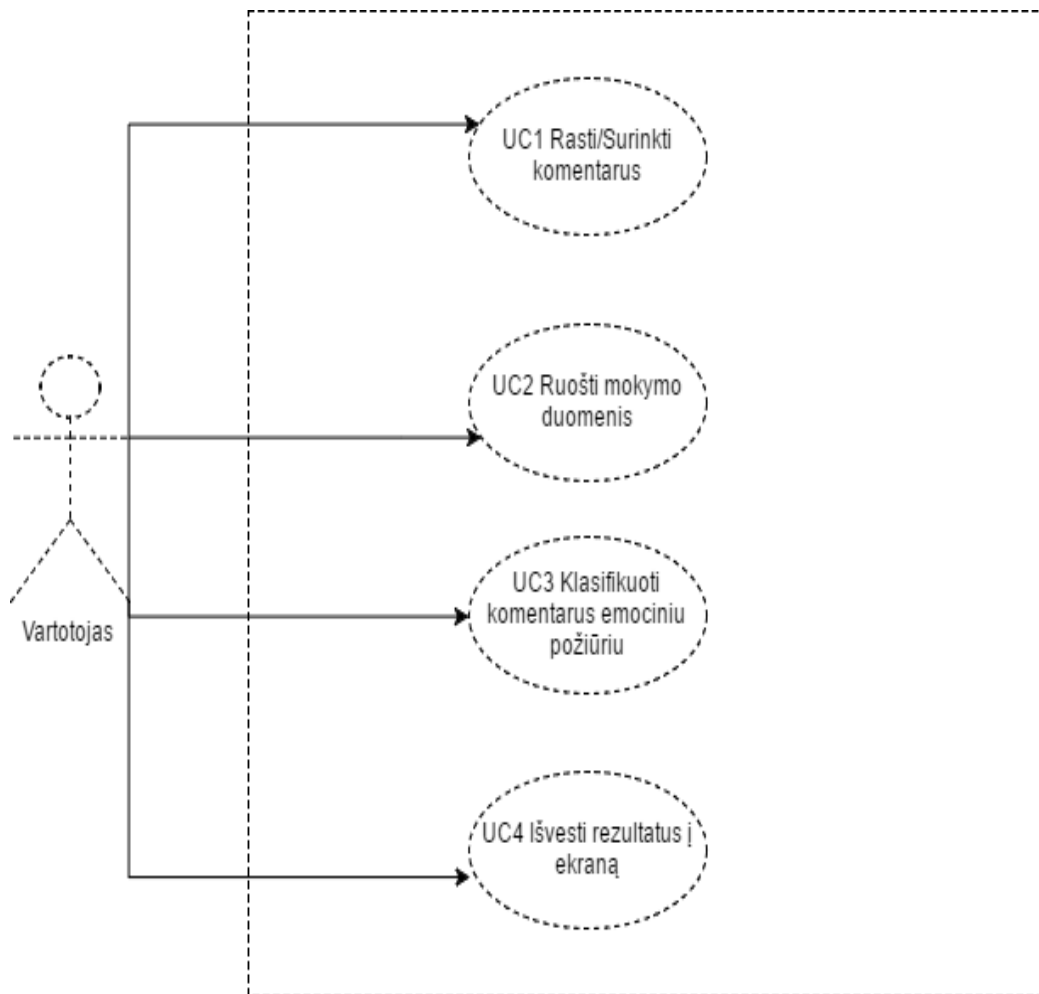 UC1 Rasti/Surinkti
komentarus
UC2 Ruošti mokymo
duomenis
UC3 Klasifikuoti
komentarus emociniu
požiūriu
Vartotojas
UC4 Išvesti rezultatus į
ekraną